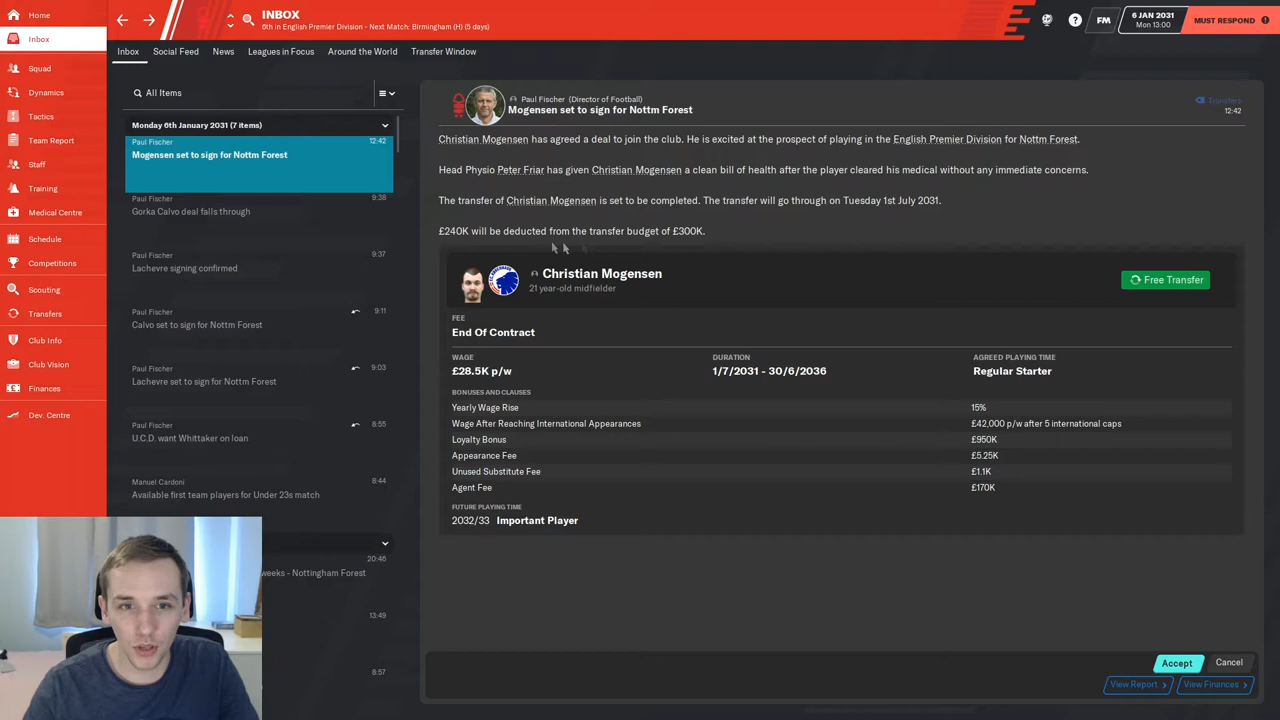 Home
INBOX
6th in English Premier Division - Next Match: Birmingham (H) (5 days)
FM
6 JAN 2031
Mon 13:00
MUST RESPOND
Inbox
Squad
Dynamics
Tactics
Team Report
Staff
Training
Medical Centre
Schedule
Competitions
Scouting
Transfers
Club Info
Club Vision
Finances
Dev. Centre
Inbox
Social Feed
News
Leagues in Focus
Around the World
Transfer Window
All Items
Monday 6th January 2031 (7 items)
Paul Fischer 12:42
Mogensen set to sign for Nottm Forest
Paul Fischer 9:38
Gorka Calvo deal falls through
Paul Fischer 9:37
Lachevre signing confirmed
Paul Fischer 9:11
Calvo set to sign for Nottm Forest
Paul Fischer 9:03
Lachevre set to sign for Nottm Forest
Paul Fischer 8:55
U.C.D. want Whittaker on loan
Manuel Cardoni 8:44
Available first team players for Under 23s match
20:46
weeks - Nottingham Forest
13:49
8:57
Paul Fischer (Director of Football)
Mogensen set to sign for Nottm Forest
Transfers
12:42
Christian Mogensen has agreed a deal to join the club. He is excited at the prospect of playing in the English Premier Division for Nottm Forest.
Head Physio Peter Friar has given Christian Mogensen a clean bill of health after the player cleared his medical without any immediate concerns.
The transfer of Christian Mogensen is set to be completed. The transfer will go through on Tuesday 1st July 2031.
£240K will be deducted from the transfer budget of £300K.
Christian Mogensen
21 year-old midfielder
Free Transfer
FEE
End Of Contract
WAGE
£28.5K p/w
DURATION
1/7/2031 - 30/6/2036
AGREED PLAYING TIME
Regular Starter
BONUSES AND CLAUSES
Yearly Wage Rise 15%
Wage After Reaching International Appearances £42,000 p/w after 5 international caps
Loyalty Bonus £950K
Appearance Fee £5.25K
Unused Substitute Fee £1.1K
Agent Fee £170K
FUTURE PLAYING TIME
2032/33 Important Player
Accept
Cancel
View Report
View Finances